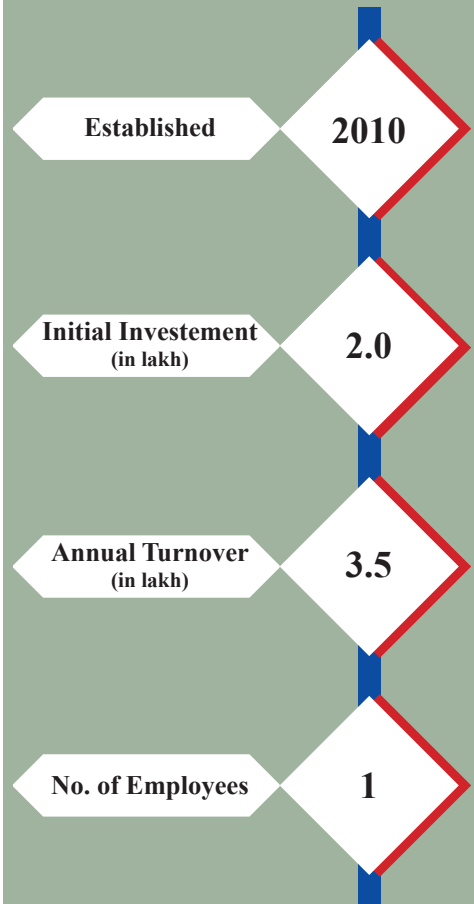 Established
2010
Initial Investement
(in lakh)
2.0
Annual Turnover
(in lakh)
3.5
No. of Employees
1